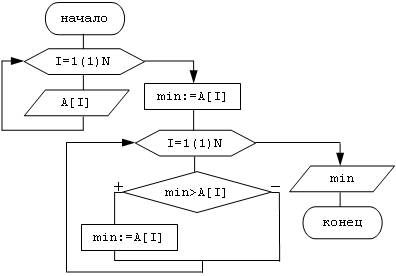 начало
I=1(1)N
A[I]
min:=A[I]
I=1(1)N
min>A[I]
+
−
min
min:=A[I]
конец